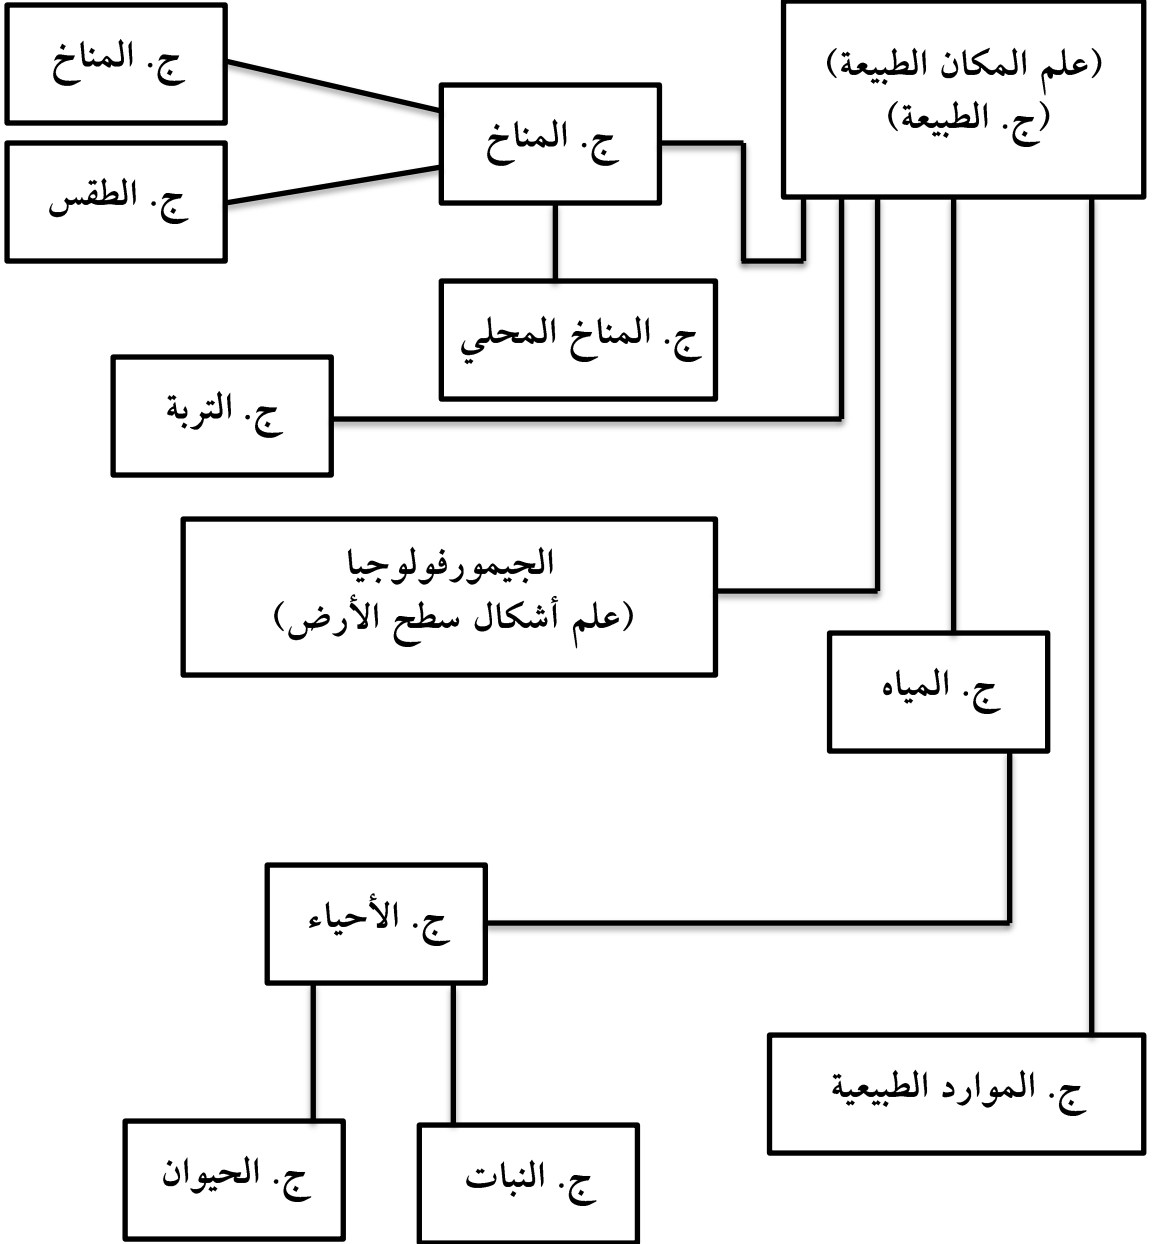 (علم المكان الطبيعة)
(ج. الطبيعة)
ج. المناخ
ج. المناخ
ج. الطقس
ج. المناخ المحلي
ج. التربة
الجيمورفولوجيا
(علم أشكال سطح الأرض)
ج. المياه
ج. الأحياء
ج. الموارد الطبيعية
ج. النبات
ج. الحيوان